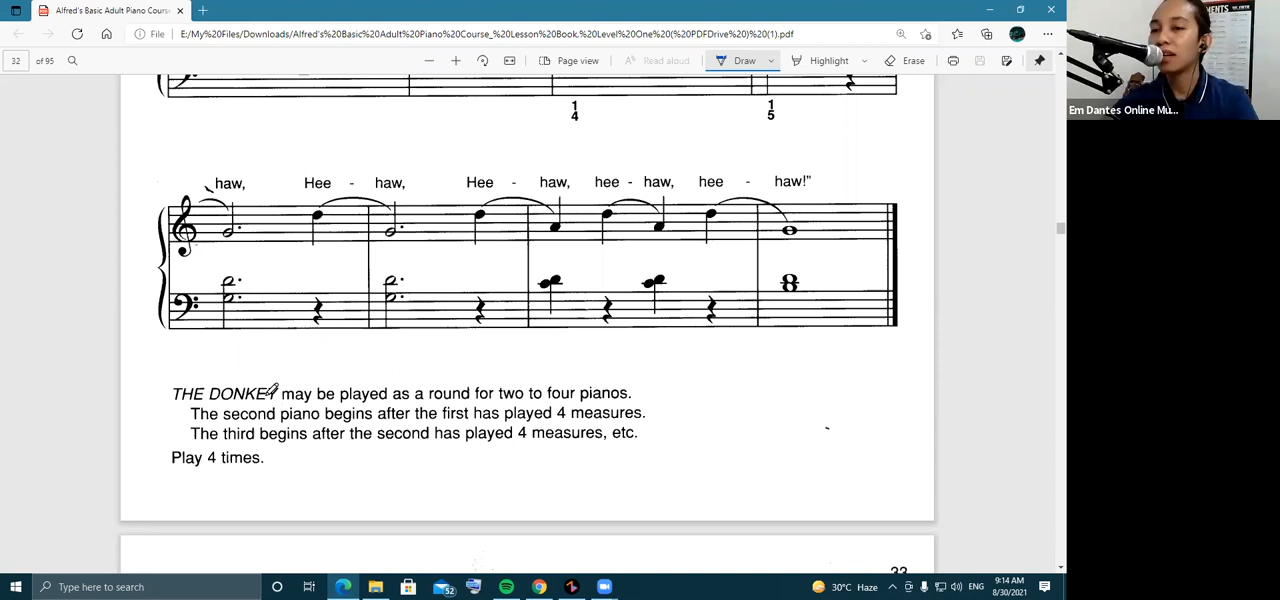 Alfred's Basic Adult Piano Cours
File
E:/My%20Files/Downloads/Alfred's%20Basic%20Adult%20Piano%20Course_%20Lesson%20Book.%20Level%20One%20(%20PDFDrive%20)%20(1).pdf
32 of 95
Page view
Read aloud
Draw
Highlight
Erase
Em Dantes Online Mu...
1 1
4 5
haw, Hee - haw, Hee - haw, hee - haw, hee - haw!"
THE DONKEY may be played as a round for two to four pianos.
The second piano begins after the first has played 4 measures.
The third begins after the second has played 4 measures, etc.
Play 4 times.
33
Type here to search
52
30°C Haze
ENG
9:14 AM
8/30/2021